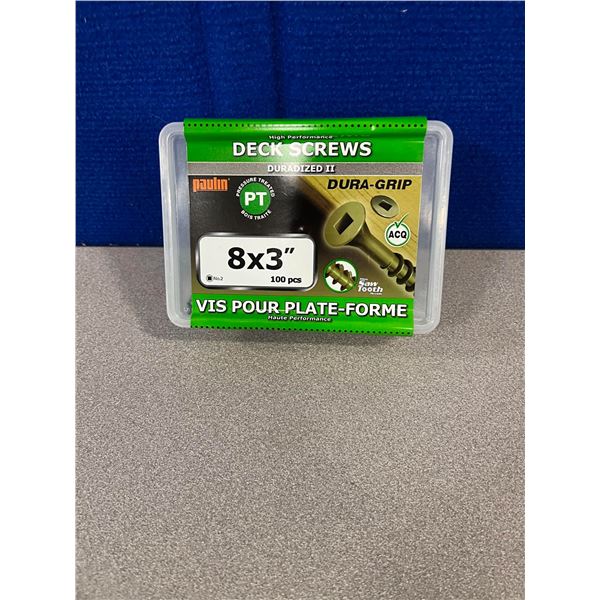 High Performance
DECK SCREWS
DURADIZED II
paulin
PRESSURE TREATED
PT
BOIS TRAITÉ
DURA-GRIP
ACQ
8x3"
No.2
100 pcs
Saw
Tooth
VIS POUR PLATE-FORME
Haute Performance